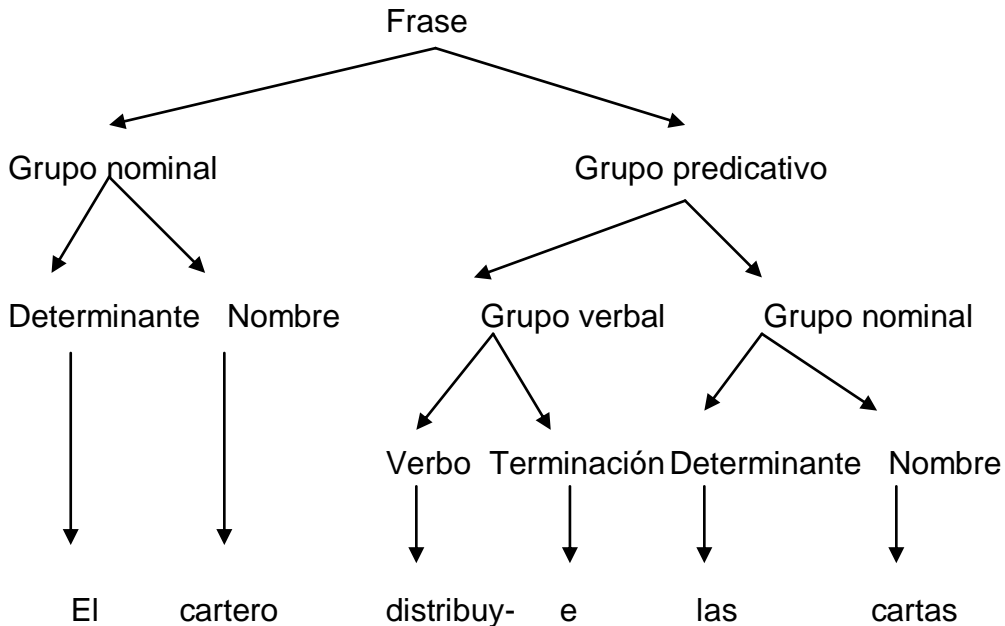 Frase
Grupo nominal Grupo predicativo
Determinante Nombre Grupo verbal Grupo nominal
Verbo Terminación Determinante Nombre
El cartero distribuy- e las cartas